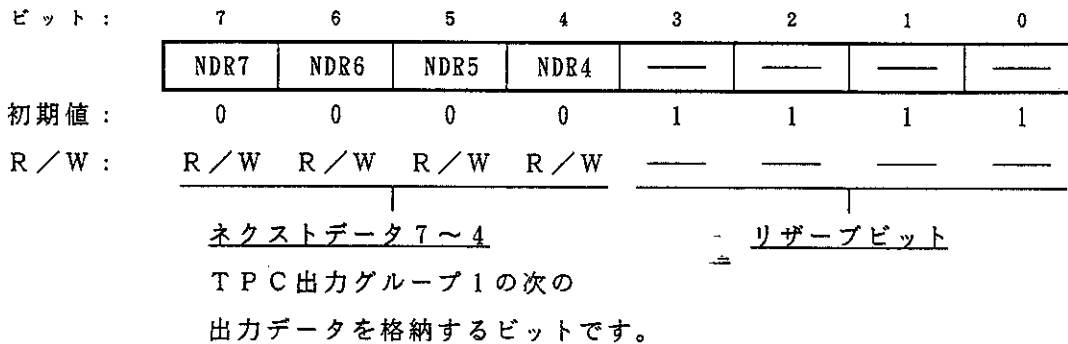 ビット： 7 6 5 4 3 2 1 0
NDR7 NDR6 NDR5 NDR4 — — — —
初期値： 0 0 0 0 1 1 1 1
R／W： R／W R／W R／W R／W — — — —
ネクストデータ7～4 リザーブビット
TPC出力グループ1の次の
出力データを格納するビットです。